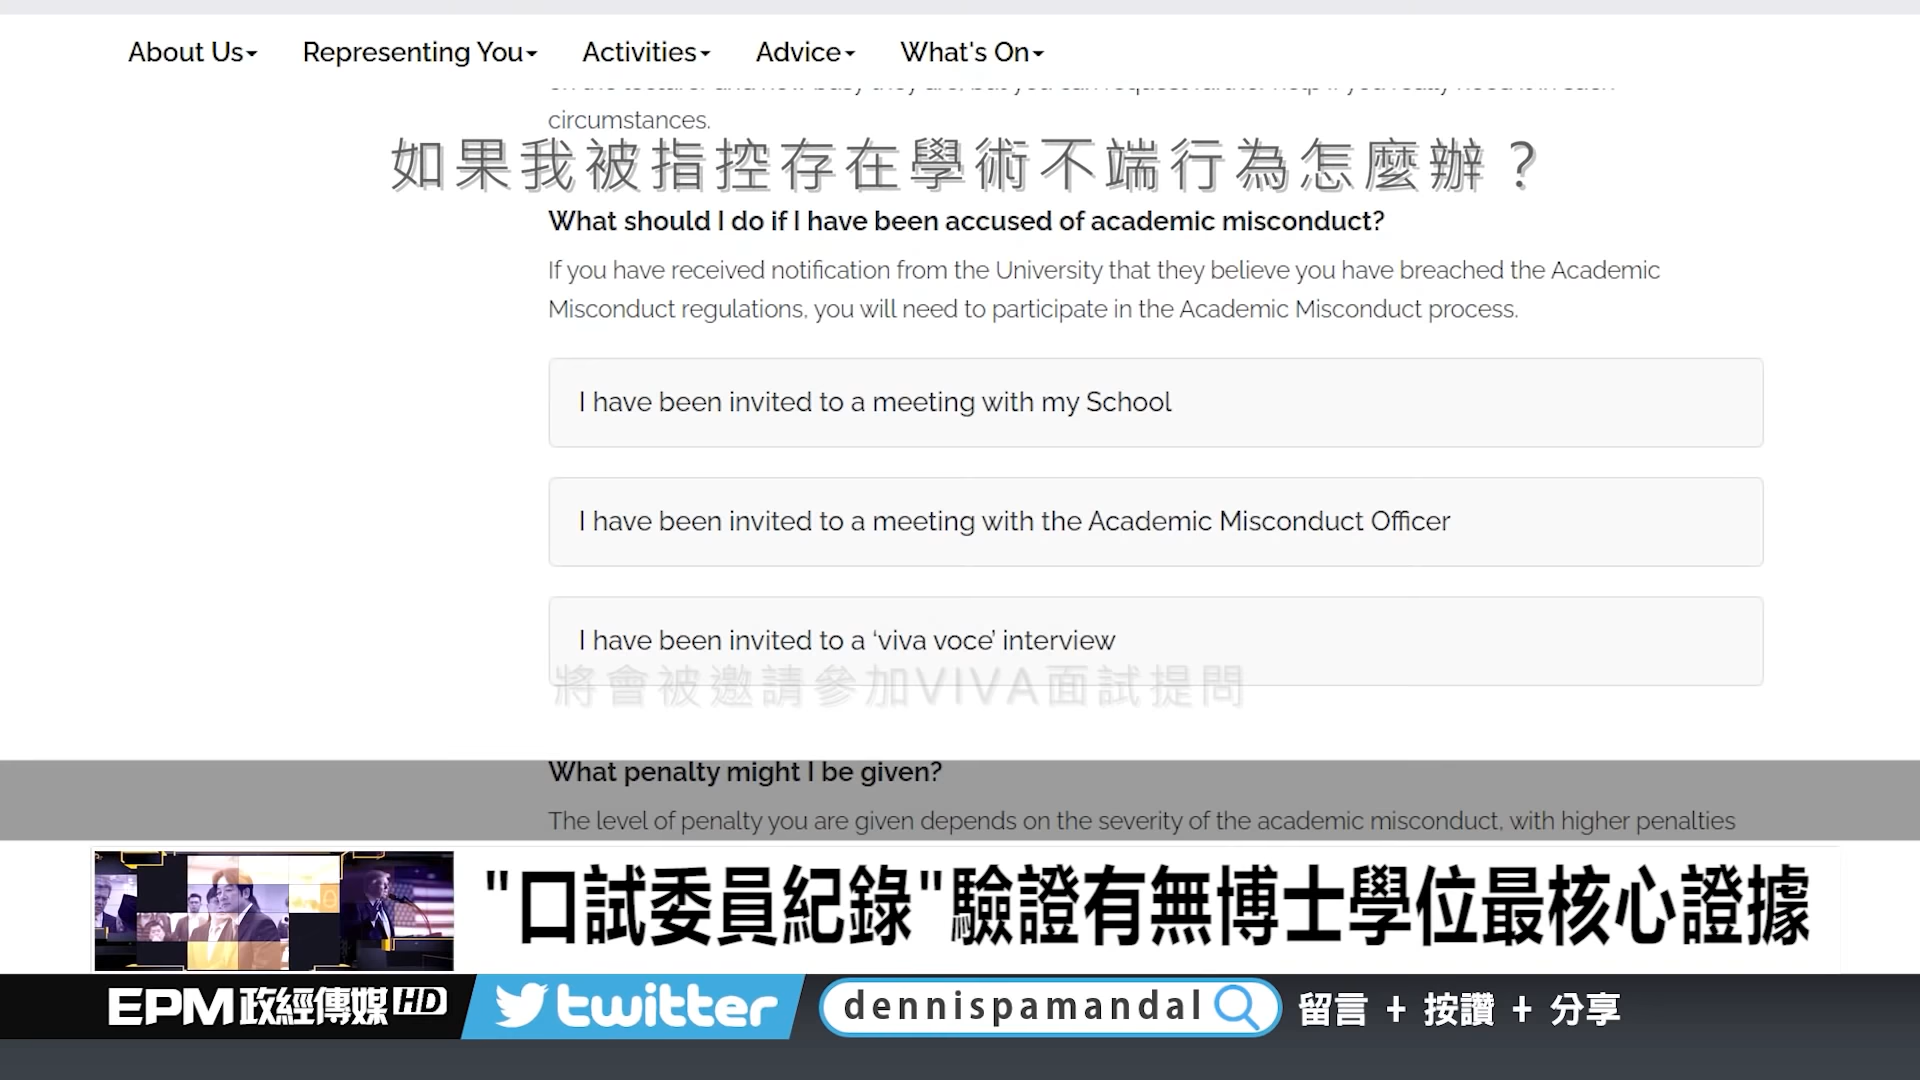 About Us Representing You Activities Advice What's On
circumstances.
如果我被指控存在學術不端行為怎麼辦？
What should I do if I have been accused of academic misconduct?
If you have received notification from the University that they believe you have breached the Academic
Misconduct regulations, you will need to participate in the Academic Misconduct process.
I have been invited to a meeting with my School
I have been invited to a meeting with the Academic Misconduct Officer
I have been invited to a ‘viva voce’ interview
將會被邀請參加VIVA面試提問
What penalty might I be given?
The level of penalty you are given depends on the severity of the academic misconduct, with higher penalties
"口試委員紀錄"驗證有無博士學位最核心證據
EPM政經傳媒HD twitter dennispamandal 留言 + 按讚 + 分享